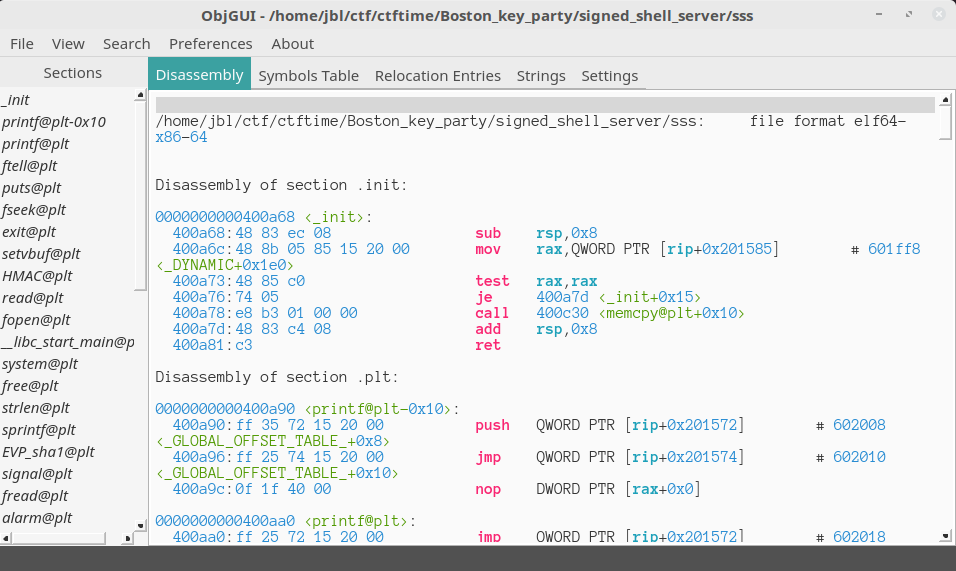 ObjGUI - /home/jbl/ctf/ctftime/Boston_key_party/signed_shell_server/sss
File View Search Preferences About
Sections
Disassembly Symbols Table Relocation Entries Strings Settings
_init
printf@plt-0x10
printf@plt
ftell@plt
puts@plt
fseek@plt
exit@plt
setvbuf@plt
HMAC@plt
read@plt
fopen@plt
__libc_start_main@p
system@plt
free@plt
strlen@plt
sprintf@plt
EVP_sha1@plt
signal@plt
fread@plt
alarm@plt
/home/jbl/ctf/ctftime/Boston_key_party/signed_shell_server/sss:     file format elf64-
x86-64
Disassembly of section .init:
0000000000400a68 <_init>:
400a68:48 83 ec 08 sub rsp,0x8
400a6c:48 8b 05 85 15 20 00 mov rax,QWORD PTR [rip+0x201585] # 601ff8
<_DYNAMIC+0x1e0>
400a73:48 85 c0 test rax,rax
400a76:74 05 je 400a7d <_init+0x15>
400a78:e8 b3 01 00 00 call 400c30 <memcpy@plt+0x10>
400a7d:48 83 c4 08 add rsp,0x8
400a81:c3 ret
Disassembly of section .plt:
0000000000400a90 <printf@plt-0x10>:
400a90:ff 35 72 15 20 00 push QWORD PTR [rip+0x201572] # 602008
<_GLOBAL_OFFSET_TABLE_+0x8>
400a96:ff 25 74 15 20 00 jmp QWORD PTR [rip+0x201574] # 602010
<_GLOBAL_OFFSET_TABLE_+0x10>
400a9c:0f 1f 40 00 nop DWORD PTR [rax+0x0]
0000000000400aa0 <printf@plt>:
400aa0:ff 25 72 15 20 00 jmp QWORD PTR [rip+0x201572] # 602018